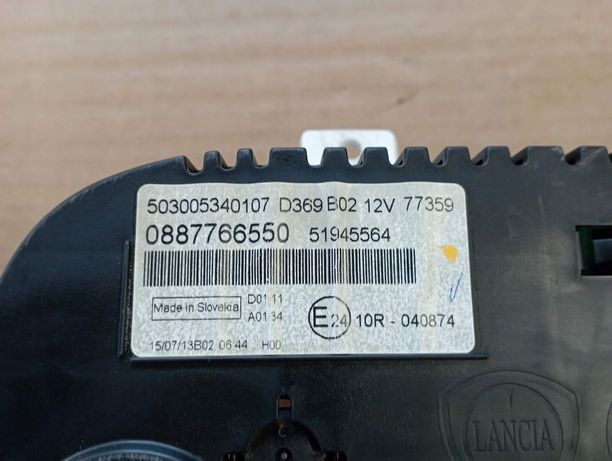 503005340107 D369 B02 12V 77359
0887766550 51945564
Made in Slovakia
D01 11
A01 34
E24 10R - 040874
15/07/13B02 06:44 H00
LANCIA